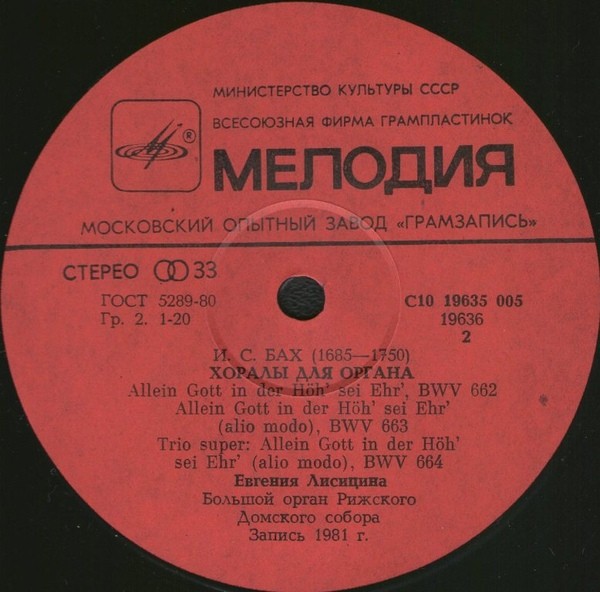 МИНИСТЕРСТВО КУЛЬТУРЫ СССР
ВСЕСОЮЗНАЯ ФИРМА ГРАМПЛАСТИНОК
®
МЕЛОДИЯ
МОСКОВСКИЙ ОПЫТНЫЙ ЗАВОД «ГРАМЗАПИСЬ»
СТЕРЕО 33
ГОСТ 5289-80
Гр. 2. 1-20
С10 19635 005
19636
2
И. С. БАХ (1685—1750)
ХОРАЛЫ ДЛЯ ОРГАНА
Allein Gott in der Höh' sei Ehr', BWV 662
Allein Gott in der Höh' sei Ehr'
(alio modo), BWV 663
Trio super: Allein Gott in der Höh'
sei Ehr' (alio modo), BWV 664
Евгения Лисицина
Большой орган Рижского
Домского собора
Запись 1981 г.